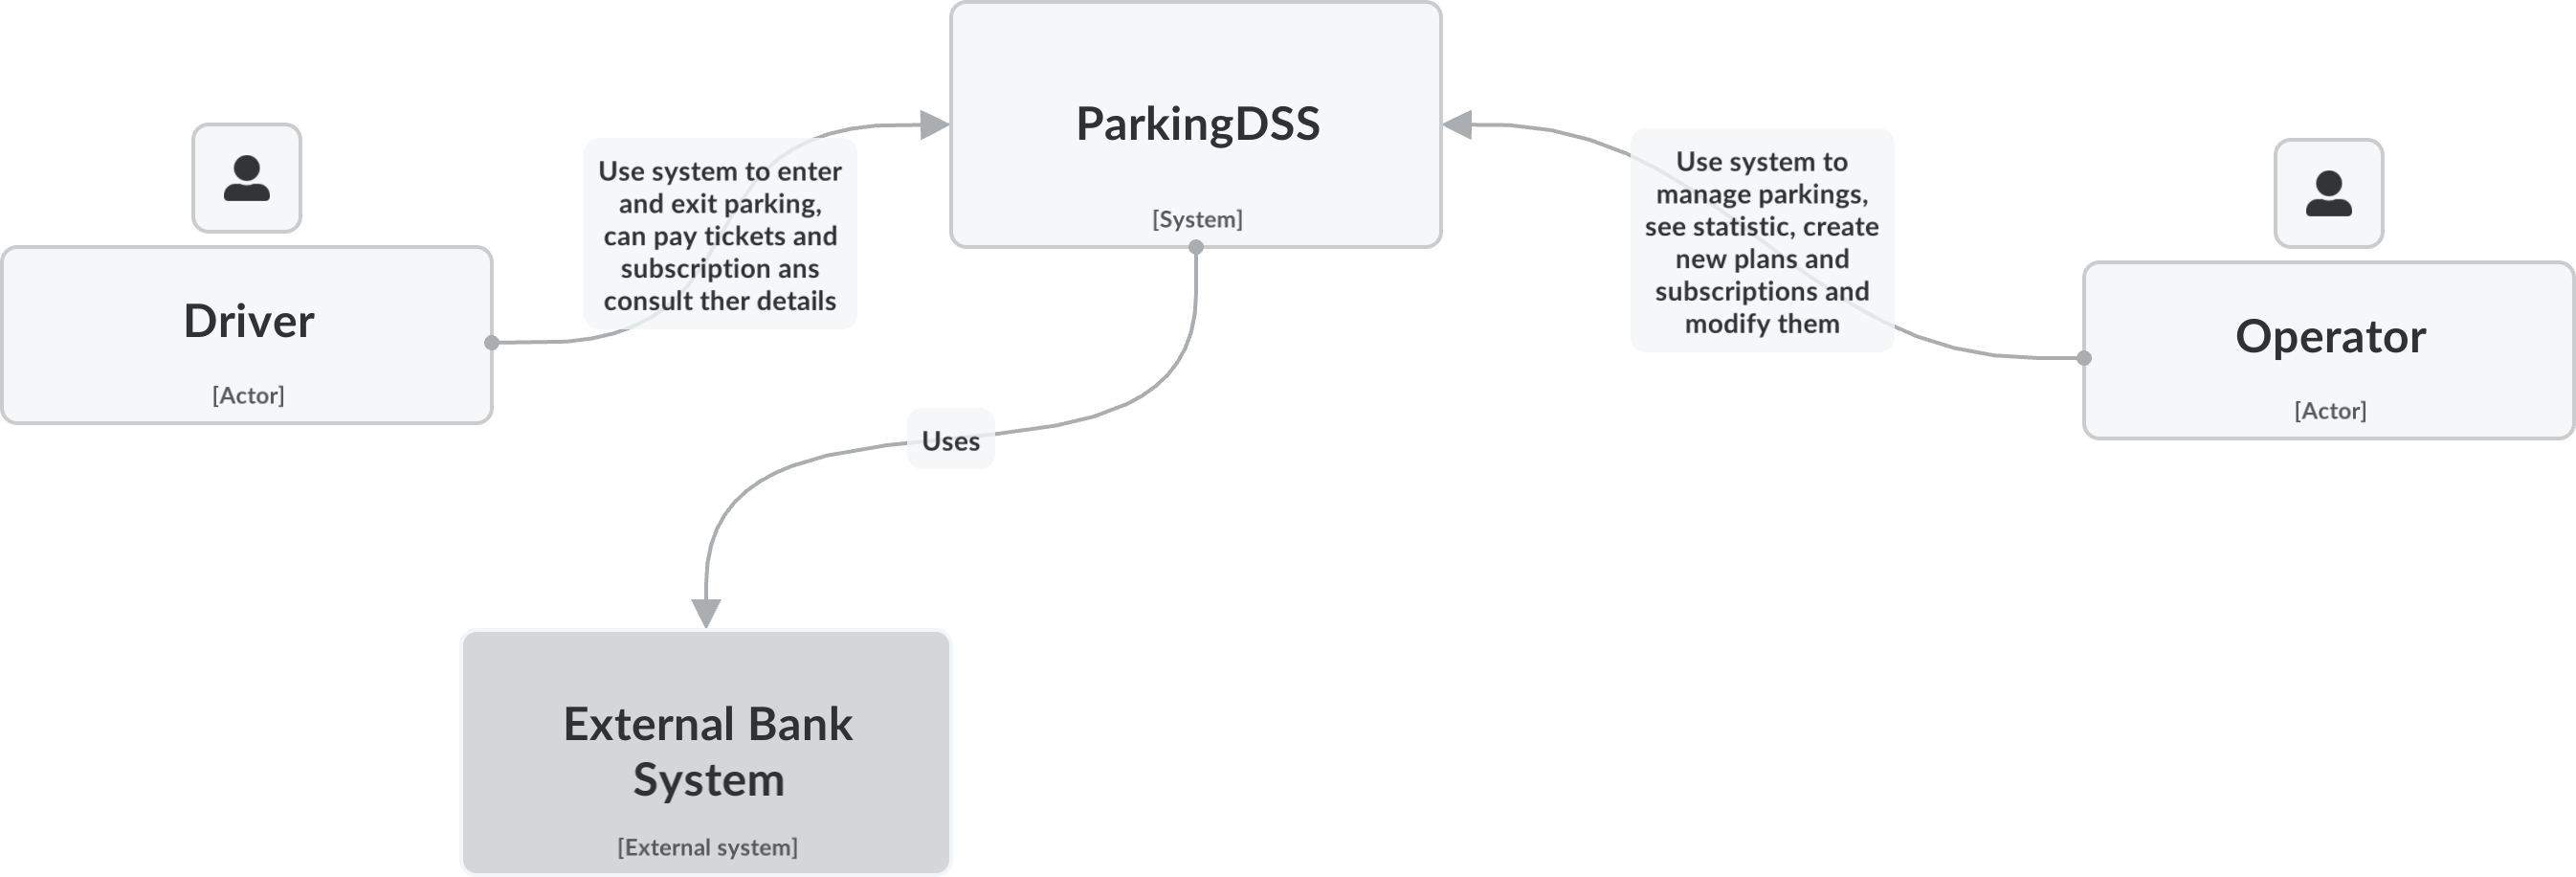 ParkingDSS
[System]
Driver
[Actor]
Use system to enter
and exit parking,
can pay tickets and
subscription ans
consult ther details
Use system to
manage parkings,
see statistic, create
new plans and
subscriptions and
modify them
Operator
[Actor]
Uses
External Bank
System
[External system]